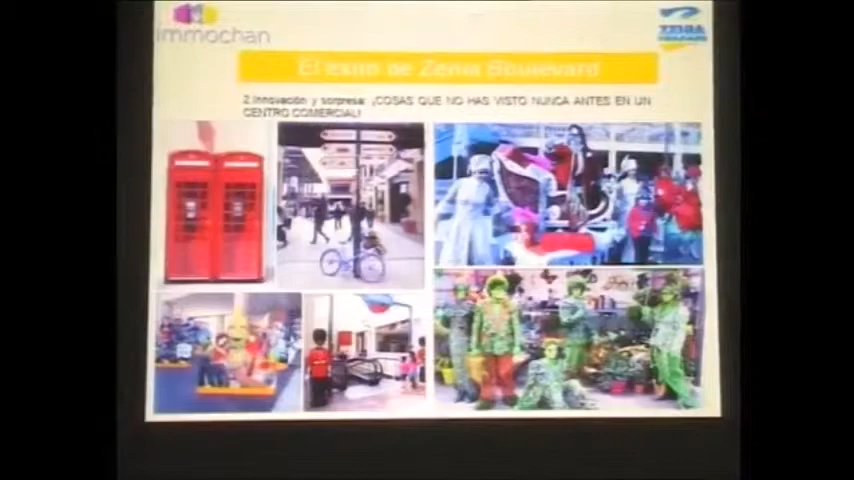 immochan
ZENIA
BOULEVARD
El éxito de Zenia Boulevard
2.Innovación y sorpresa: ¡COSAS QUE NO HAS VISTO NUNCA ANTES EN UN
CENTRO COMERCIAL!